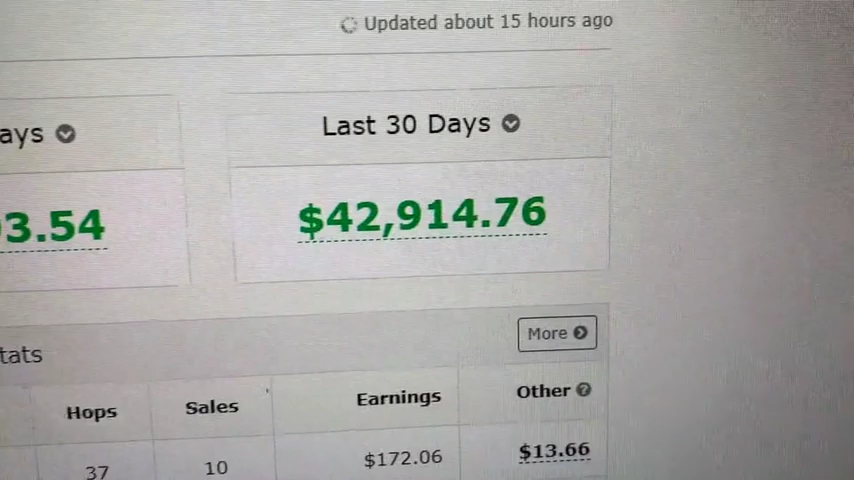 Updated about 15 hours ago
ays
Last 30 Days
3.54
$42,914.76
tats
More
Hops Sales Earnings Other
37 10 $172.06 $13.66